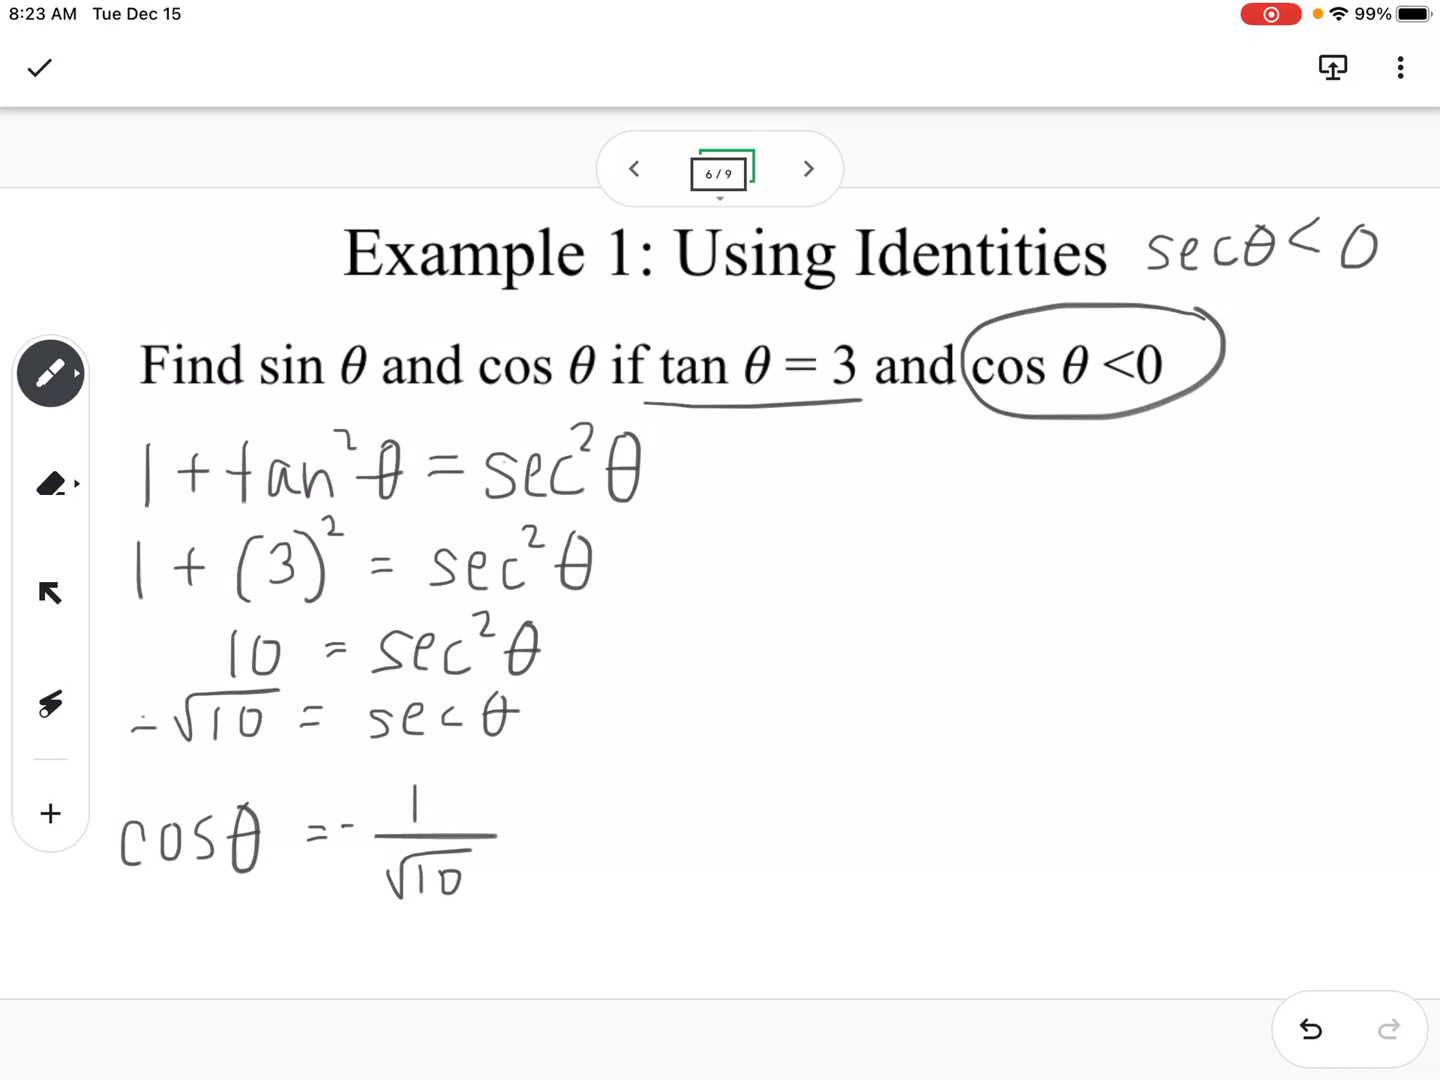 8:23 AM Tue Dec 15 99%
6 / 9
Example 1: Using Identities secθ < 0
Find sin θ and cos θ if tan θ = 3 and cos θ <0
1 + tan²θ = sec²θ
1 + (3)² = sec²θ
10 = sec²θ
-√10 = secθ
cosθ = - 1/√10